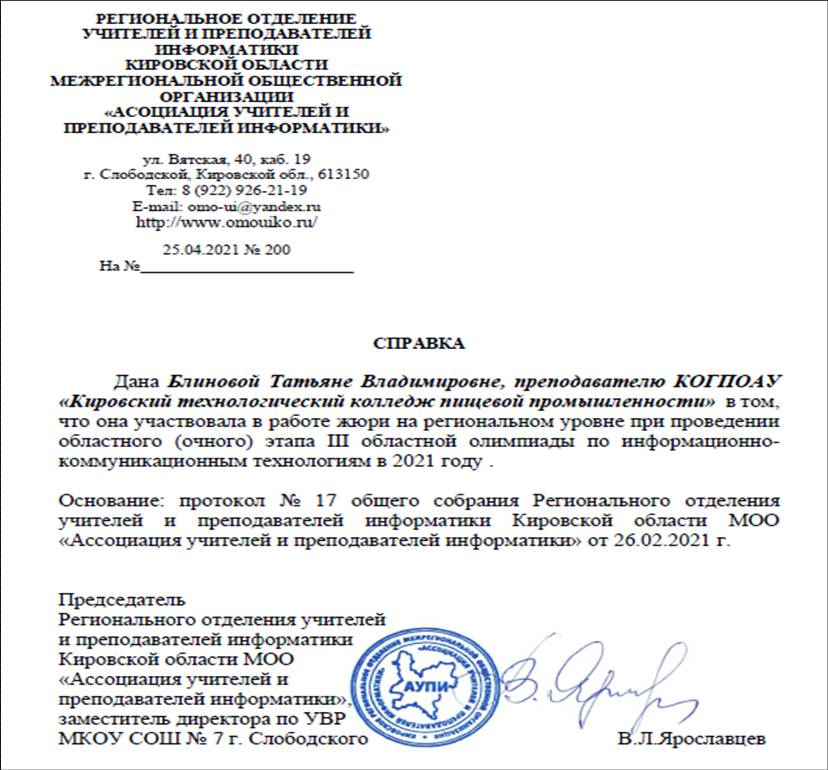 РЕГИОНАЛЬНОЕ ОТДЕЛЕНИЕ
УЧИТЕЛЕЙ И ПРЕПОДАВАТЕЛЕЙ
ИНФОРМАТИКИ
КИРОВСКОЙ ОБЛАСТИ
МЕЖРЕГИОНАЛЬНОЙ ОБЩЕСТВЕННОЙ
ОРГАНИЗАЦИИ
«АСОЦИАЦИЯ УЧИТЕЛЕЙ И
ПРЕПОДАВАТЕЛЕЙ ИНФОРМАТИКИ»
ул. Вятская, 40, каб. 19
г. Слободской, Кировской обл., 613150
Тел: 8 (922) 926-21-19
E-mail: omo-ui@yandex.ru
http://www.omouiko.ru/
25.04.2021 № 200
На №
СПРАВКА
Дана Блиновой Татьяне Владимировне, преподавателю КОГПОАУ
«Кировский технологический колледж пищевой промышленности» в том,
что она участвовала в работе жюри на региональном уровне при проведении
областного (очного) этапа III областной олимпиады по информационно-
коммуникационным технологиям в 2021 году .
Основание: протокол № 17 общего собрания Регионального отделения
учителей и преподавателей информатики Кировской области МОО
«Ассоциация учителей и преподавателей информатики» от 26.02.2021 г.
Председатель
Регионального отделения учителей
и преподавателей информатики
Кировской области МОО
«Ассоциация учителей и
преподавателей информатики»,
заместитель директора по УВР
МКОУ СОШ № 7 г. Слободского
В.Л.Ярославцев
АУПИ